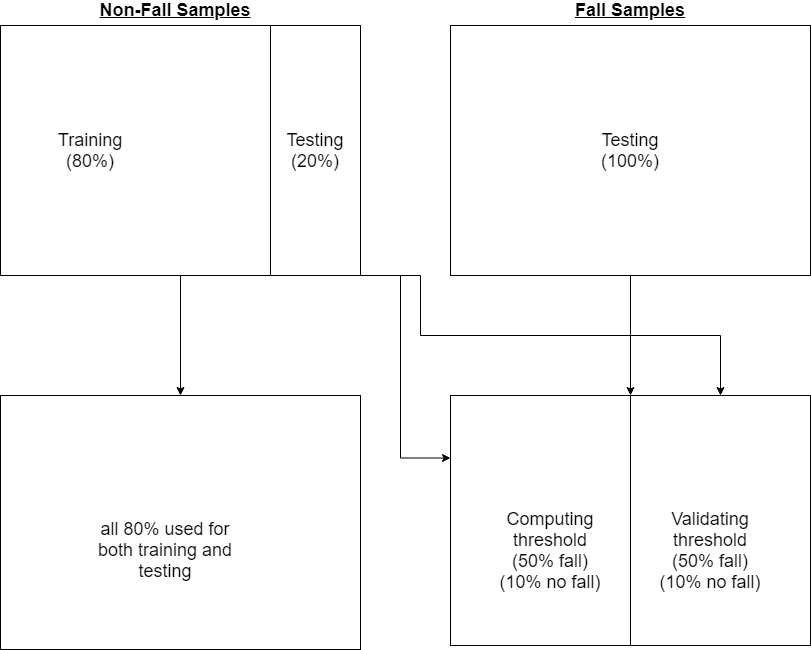 Non-Fall Samples
Fall Samples
Training
(80%)
Testing
(20%)
Testing
(100%)
all 80% used for
both training and
testing
Computing
threshold
(50% fall)
(10% no fall)
Validating
threshold
(50% fall)
(10% no fall)